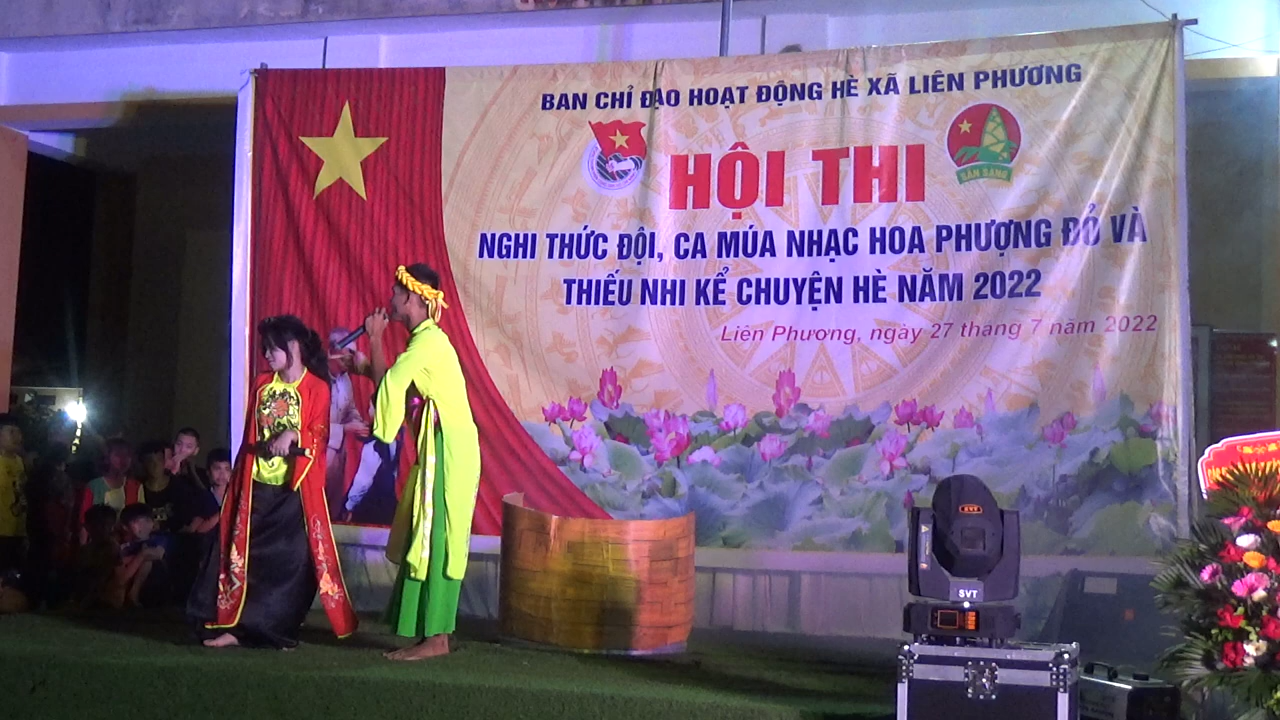 BAN CHỈ ĐẠO HOẠT ĐỘNG HÈ XÃ LIÊN PHƯƠNG
SẴN SÀNG
HỘI THI
NGHI THỨC ĐỘI, CA MÚA NHẠC HOA PHƯỢNG ĐỎ VÀ
THIẾU NHI KỂ CHUYỆN HÈ NĂM 2022
Liên Phương, ngày 27 tháng 7 năm 2022
SVT
SVT